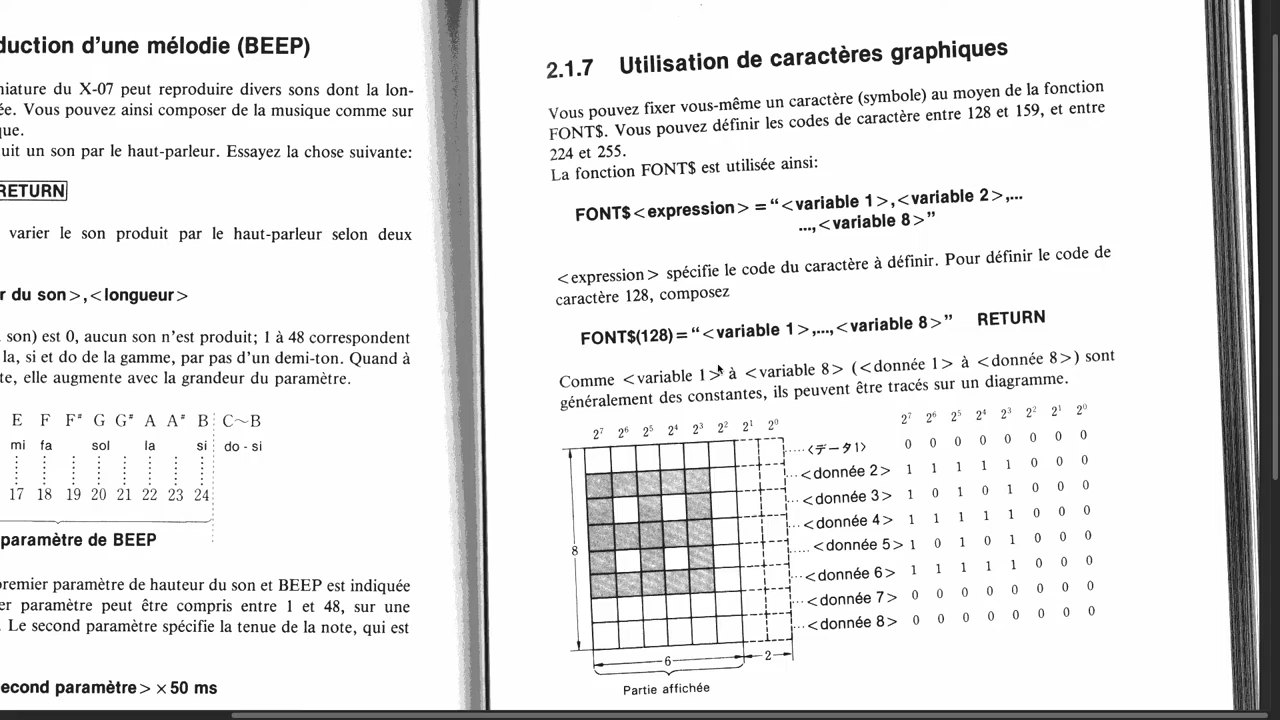 duction d'une mélodie (BEEP)
niature du X-07 peut reproduire divers sons dont la lon-
ée. Vous pouvez ainsi composer de la musique comme sur
que.
uit un son par le haut-parleur. Essayez la chose suivante:
RETURN
varier le son produit par le haut-parleur selon deux
r du son>,<longueur>
son) est 0, aucun son n'est produit; 1 à 48 correspondent
la, si et do de la gamme, par pas d'un demi-ton. Quand à
te, elle augmente avec la grandeur du paramètre.
E F F# G G# A A# B C~B
mi fa sol la si do - si
17 18 19 20 21 22 23 24
paramètre de BEEP
premier paramètre de hauteur du son et BEEP est indiquée
er paramètre peut être compris entre 1 et 48, sur une
. Le second paramètre spécifie la tenue de la note, qui est
econd paramètre> × 50 ms
2.1.7 Utilisation de caractères graphiques
Vous pouvez fixer vous-même un caractère (symbole) au moyen de la fonction
FONT$. Vous pouvez définir les codes de caractère entre 128 et 159, et entre
224 et 255.
La fonction FONT$ est utilisée ainsi:
FONT$<expression> = “<variable 1>,<variable 2>,...
...,<variable 8>”
<expression> spécifie le code du caractère à définir. Pour définir le code de
caractère 128, composez
FONT$(128)=“<variable 1>,...,<variable 8>” RETURN
Comme <variable 1> à <variable 8> (<donnée 1> à <donnée 8>) sont
généralement des constantes, ils peuvent être tracés sur un diagramme.
2⁷ 2⁶ 2⁵ 2⁴ 2³ 2² 2¹ 2⁰
8
6
2
Partie affichée
2⁷ 2⁶ 2⁵ 2⁴ 2³ 2² 2¹ 2⁰
<データ1> 0 0 0 0 0 0 0 0
<donnée 2> 1 1 1 1 1 0 0 0
<donnée 3> 1 0 1 0 1 0 0 0
<donnée 4> 1 1 1 1 1 0 0 0
<donnée 5> 1 0 1 0 1 0 0 0
<donnée 6> 1 1 1 1 1 0 0 0
<donnée 7> 0 0 0 0 0 0 0 0
<donnée 8> 0 0 0 0 0 0 0 0